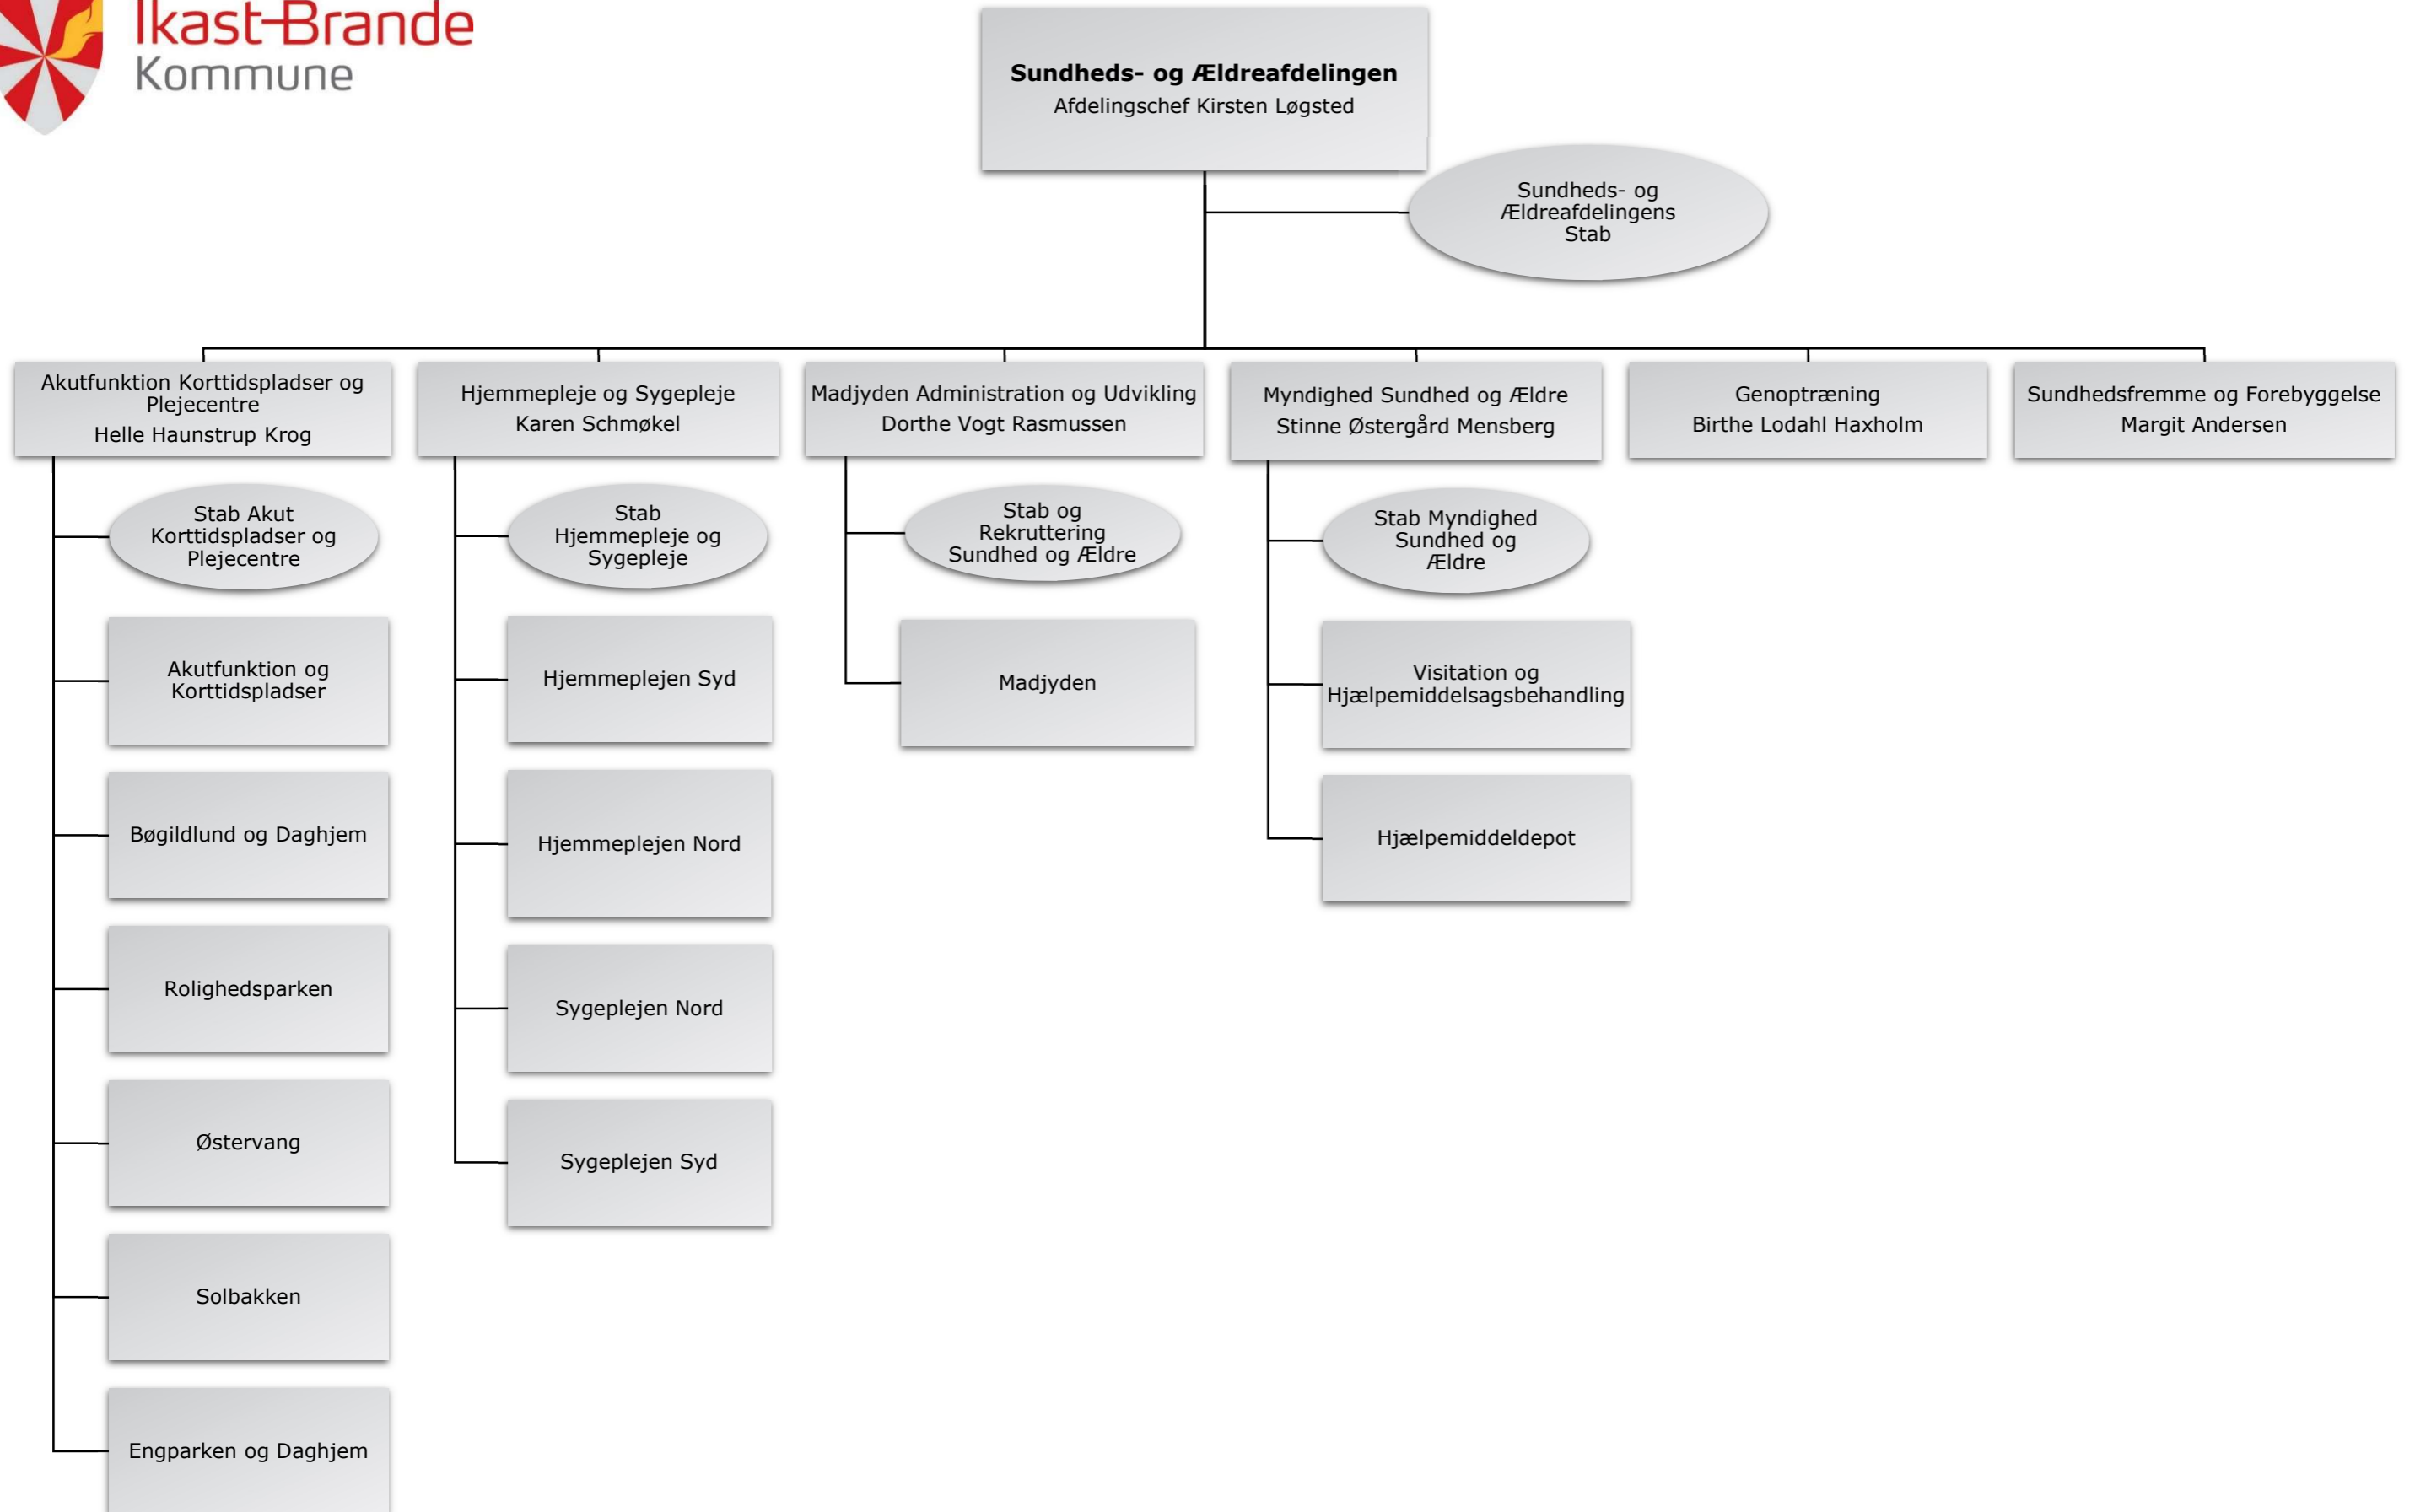 Ikast-Brande
Kommune
Sundheds- og Ældreafdelingen
Afdelingschef Kirsten Løgsted
Sundheds- og
Ældreafdelingens
Stab
Akutfunktion Korttidspladser og
Plejecentre
Helle Haunstrup Krog
Hjemmepleje og Sygepleje
Karen Schmøkel
Madjyden Administration og Udvikling
Dorthe Vogt Rasmussen
Myndighed Sundhed og Ældre
Stinne Østergård Mensberg
Genoptræning
Birthe Lodahl Haxholm
Sundhedsfremme og Forebyggelse
Margit Andersen
Stab Akut
Korttidspladser og
Plejecentre
Akutfunktion og
Korttidspladser
Bøgildlund og Daghjem
Rolighedsparken
Østervang
Solbakken
Engparken og Daghjem
Stab
Hjemmepleje og
Sygepleje
Hjemmeplejen Syd
Hjemmeplejen Nord
Sygeplejen Nord
Sygeplejen Syd
Stab og
Rekruttering
Sundhed og Ældre
Madjyden
Stab Myndighed
Sundhed og
Ældre
Visitation og
Hjælpemiddelsagsbehandling
Hjælpemiddeldepot